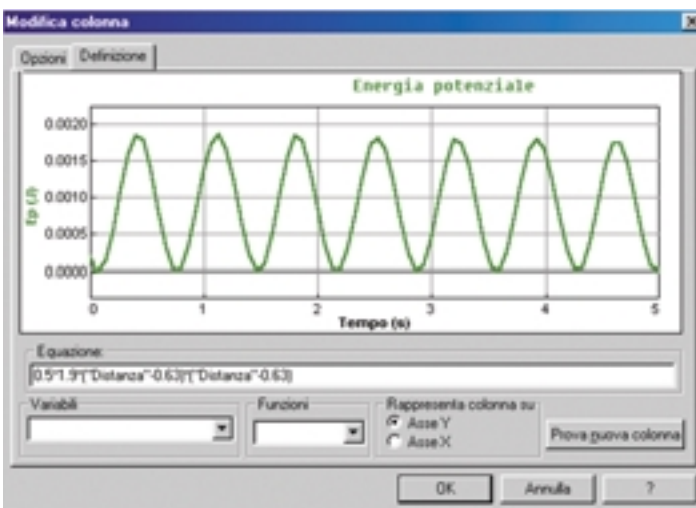 Modifica colonna
Opzioni Definizione
Energia potenziale
0.0020
0.0015
0.0010
0.0005
0.0000
Ep (J)
0 1 2 3 4 5
Tempo (s)
Equazione:
0.5*1.9*("Distanza"-0.63)*("Distanza"-0.63)
Variabili
Funzioni
Rappresenta colonna su
Asse Y
Asse X
Prova nuova colonna
OK Annulla ?